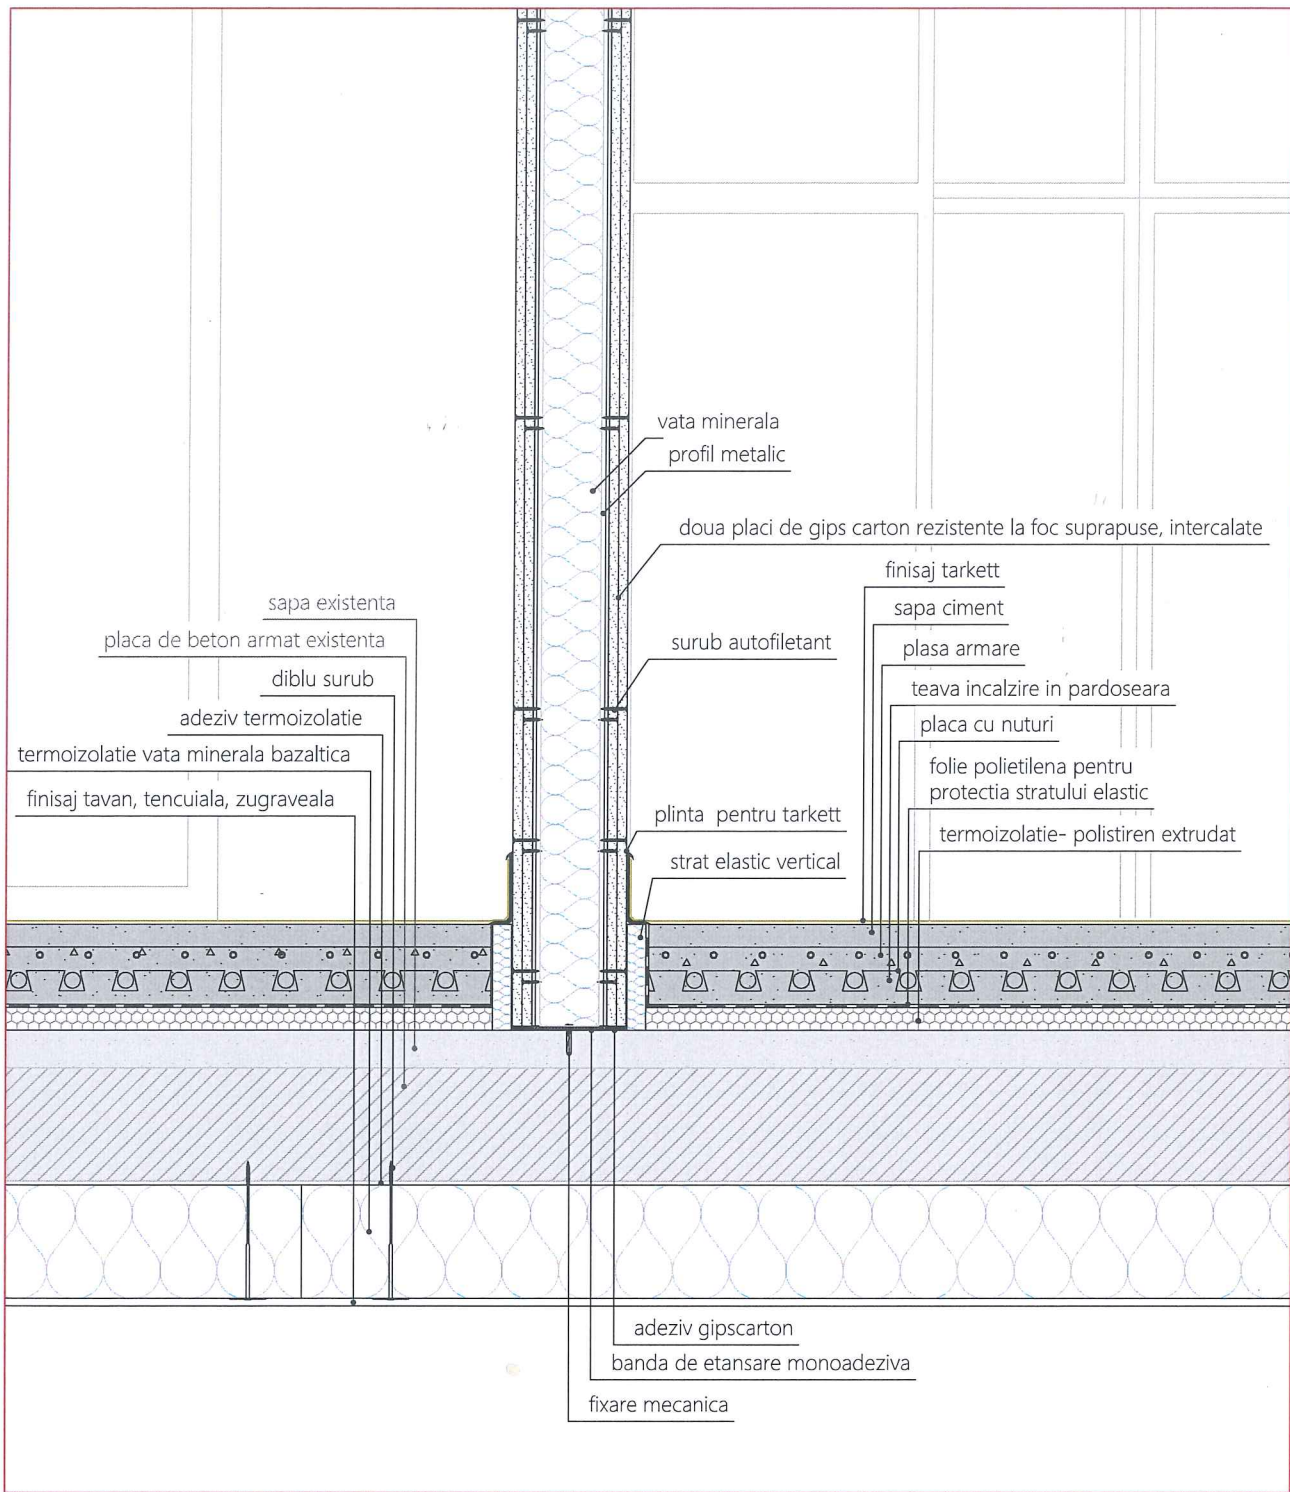 vata minerala
profil metalic
doua placi de gips carton rezistente la foc suprapuse, intercalate
finisaj tarkett
sapa ciment
plasa armare
teava incalzire in pardoseara
placa cu nuturi
folie polietilena pentru
protectia stratului elastic
termoizolatie- polistiren extrudat
surub autofiletant
plinta pentru tarkett
strat elastic vertical
sapa existenta
placa de beton armat existenta
diblu surub
adeziv termoizolatie
termoizolatie vata minerala bazaltica
finisaj tavan, tencuiala, zugraveala
adeziv gipscarton
banda de etansare monoadeziva
fixare mecanica